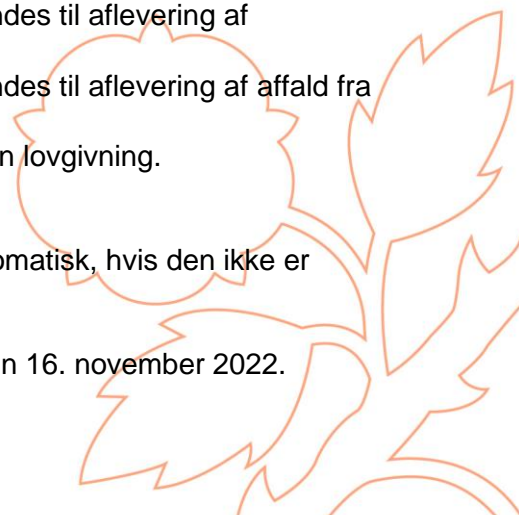 ndes til aflevering af
ndes til aflevering af affald fra
n lovgivning.
omatisk, hvis den ikke er
n 16. november 2022.